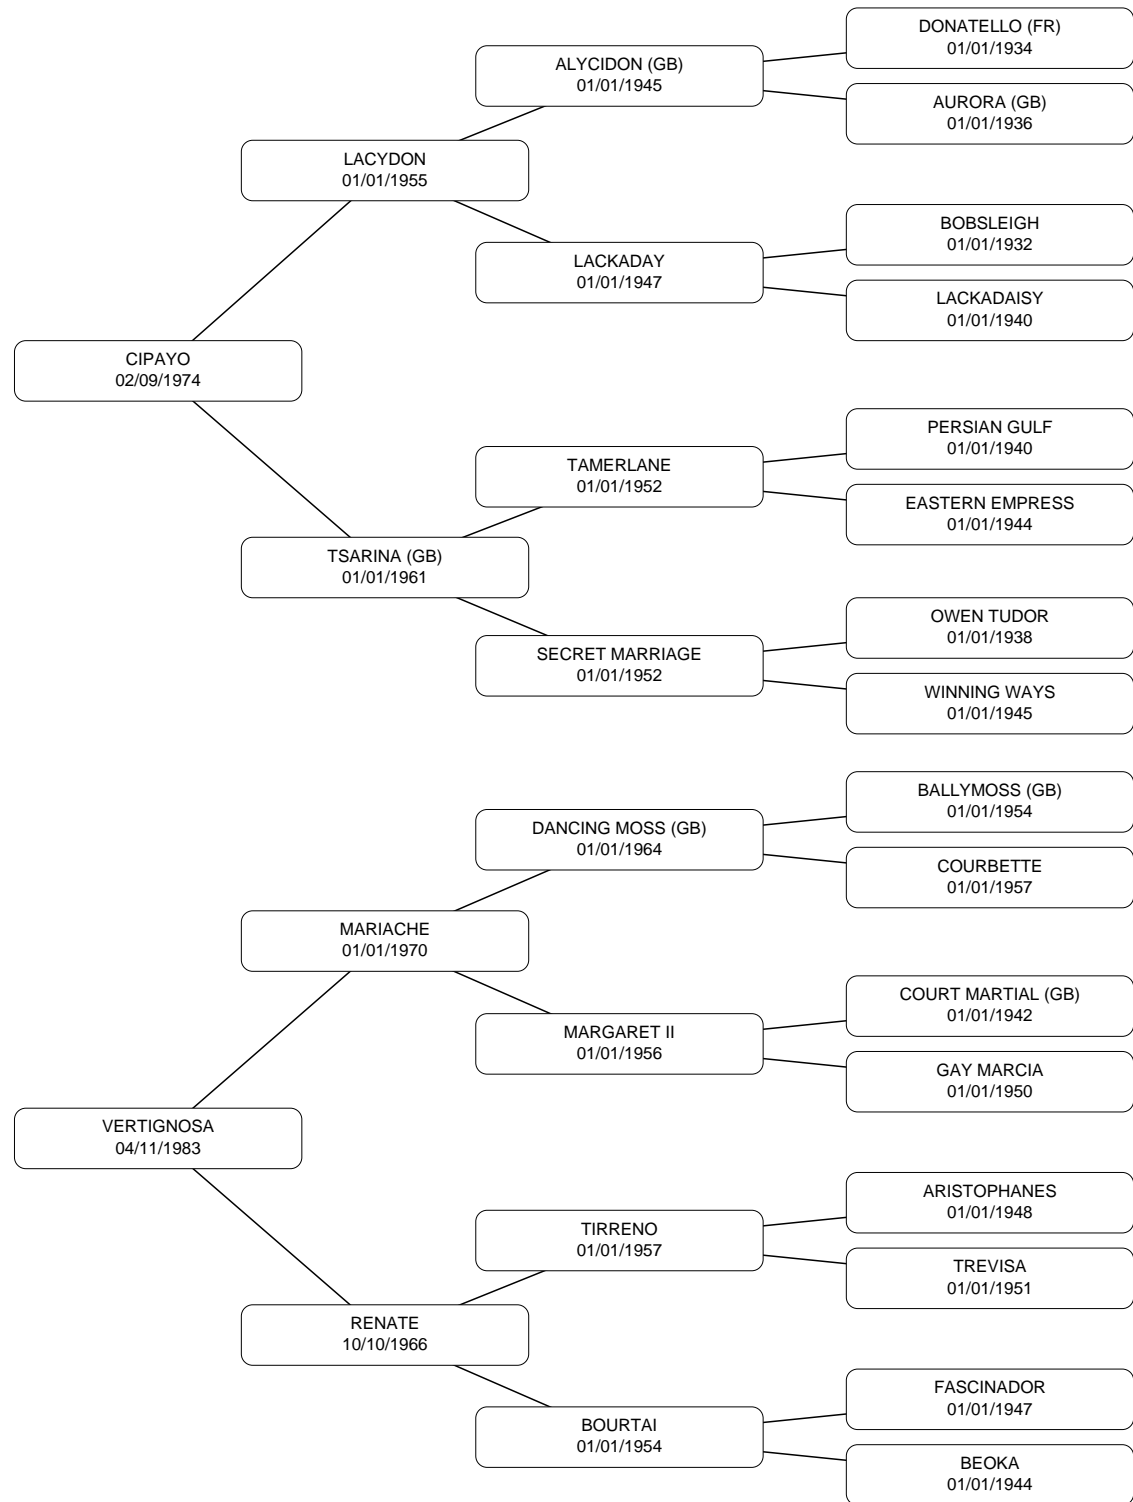 DONATELLO (FR)
01/01/1934
ALYCIDON (GB)
01/01/1945
AURORA (GB)
01/01/1936
LACYDON
01/01/1955
BOBSLEIGH
01/01/1932
LACKADAY
01/01/1947
LACKADAISY
01/01/1940
CIPAYO
02/09/1974
PERSIAN GULF
01/01/1940
TAMERLANE
01/01/1952
EASTERN EMPRESS
01/01/1944
TSARINA (GB)
01/01/1961
OWEN TUDOR
01/01/1938
SECRET MARRIAGE
01/01/1952
WINNING WAYS
01/01/1945
BALLYMOSS (GB)
01/01/1954
DANCING MOSS (GB)
01/01/1964
COURBETTE
01/01/1957
MARIACHE
01/01/1970
COURT MARTIAL (GB)
01/01/1942
MARGARET II
01/01/1956
GAY MARCIA
01/01/1950
VERTIGNOSA
04/11/1983
ARISTOPHANES
01/01/1948
TIRRENO
01/01/1957
TREVISA
01/01/1951
RENATE
10/10/1966
FASCINADOR
01/01/1947
BOURTAI
01/01/1954
BEOKA
01/01/1944